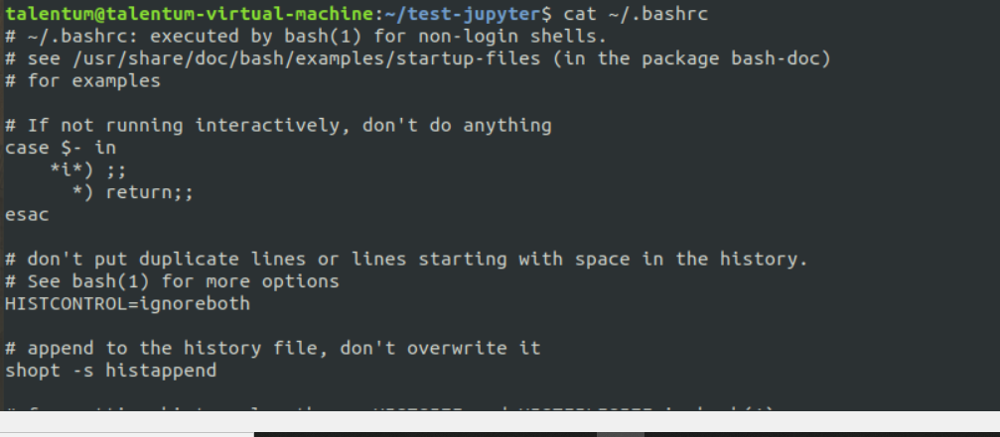 talentum@talentum-virtual-machine:~/test-jupyter$ cat ~/.bashrc
# ~/.bashrc: executed by bash(1) for non-login shells.
# see /usr/share/doc/bash/examples/startup-files (in the package bash-doc)
# for examples

# If not running interactively, don't do anything
case $- in
    *i*) ;;
      *) return;;
esac

# don't put duplicate lines or lines starting with space in the history.
# See bash(1) for more options
HISTCONTROL=ignoreboth

# append to the history file, don't overwrite it
shopt -s histappend